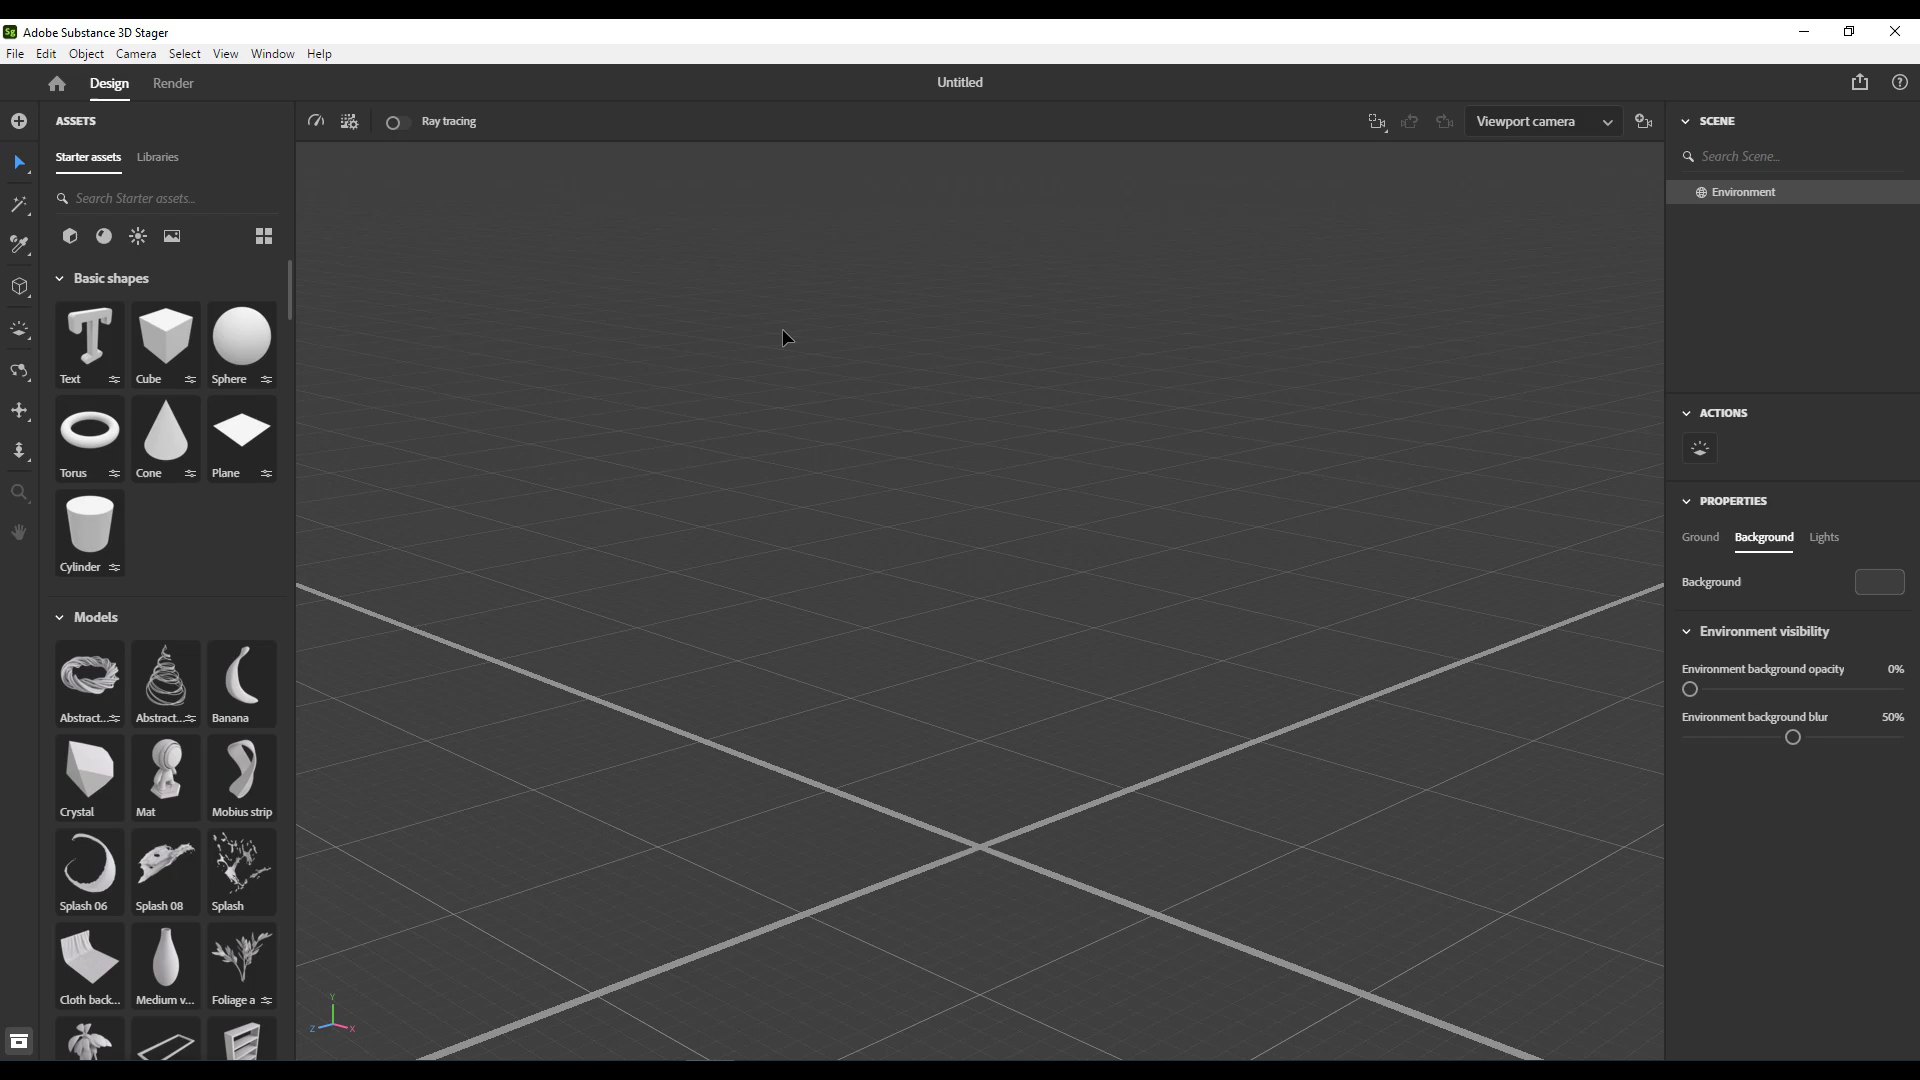 Sg Adobe Substance 3D Stager
File Edit Object Camera Select View Window Help
Design Render Untitled
ASSETS
Starter assets Libraries
Search Starter assets...
Basic shapes
Text Cube Sphere
Torus Cone Plane
Cylinder
Models
Abstract... Abstract... Banana
Crystal Mat Mobius strip
Splash 06 Splash 08 Splash
Cloth back... Medium v... Foliage a
Ray tracing
Viewport camera
Y
Z X
SCENE
Search Scene...
Environment
ACTIONS
PROPERTIES
Ground Background Lights
Background
Environment visibility
Environment background opacity 0%
Environment background blur 50%